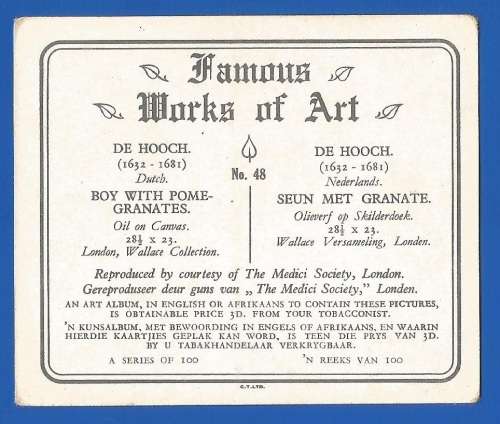 Famous
Works of Art
No. 48
DE HOOCH.
(1632 - 1681)
Dutch.
BOY WITH POME-
GRANATES.
Oil on Canvas.
28½ x 23.
London, Wallace Collection.
DE HOOCH.
(1632 - 1681)
Nederlands.
SEUN MET GRANATE.
Olieverf op Skilderdoek.
28½ x 23.
Wallace Versameling, Londen.
Reproduced by courtesy of The Medici Society, London.
Gereproduseer deur guns van „ The Medici Society,” Londen.
AN ART ALBUM, IN ENGLISH OR AFRIKAANS TO CONTAIN THESE PICTURES,
IS OBTAINABLE PRICE 3D. FROM YOUR TOBACCONIST.
'N KUNSALBUM, MET BEWOORDING IN ENGELS OF AFRIKAANS, EN WAARIN
HIERDIE KAARTJIES GEPLAK KAN WORD, IS TEEN DIE PRYS VAN 3D.
BY U TABAKHANDELAAR VERKRYGBAAR.
A SERIES OF 100
'N REEKS VAN 100
C.T.LTD.